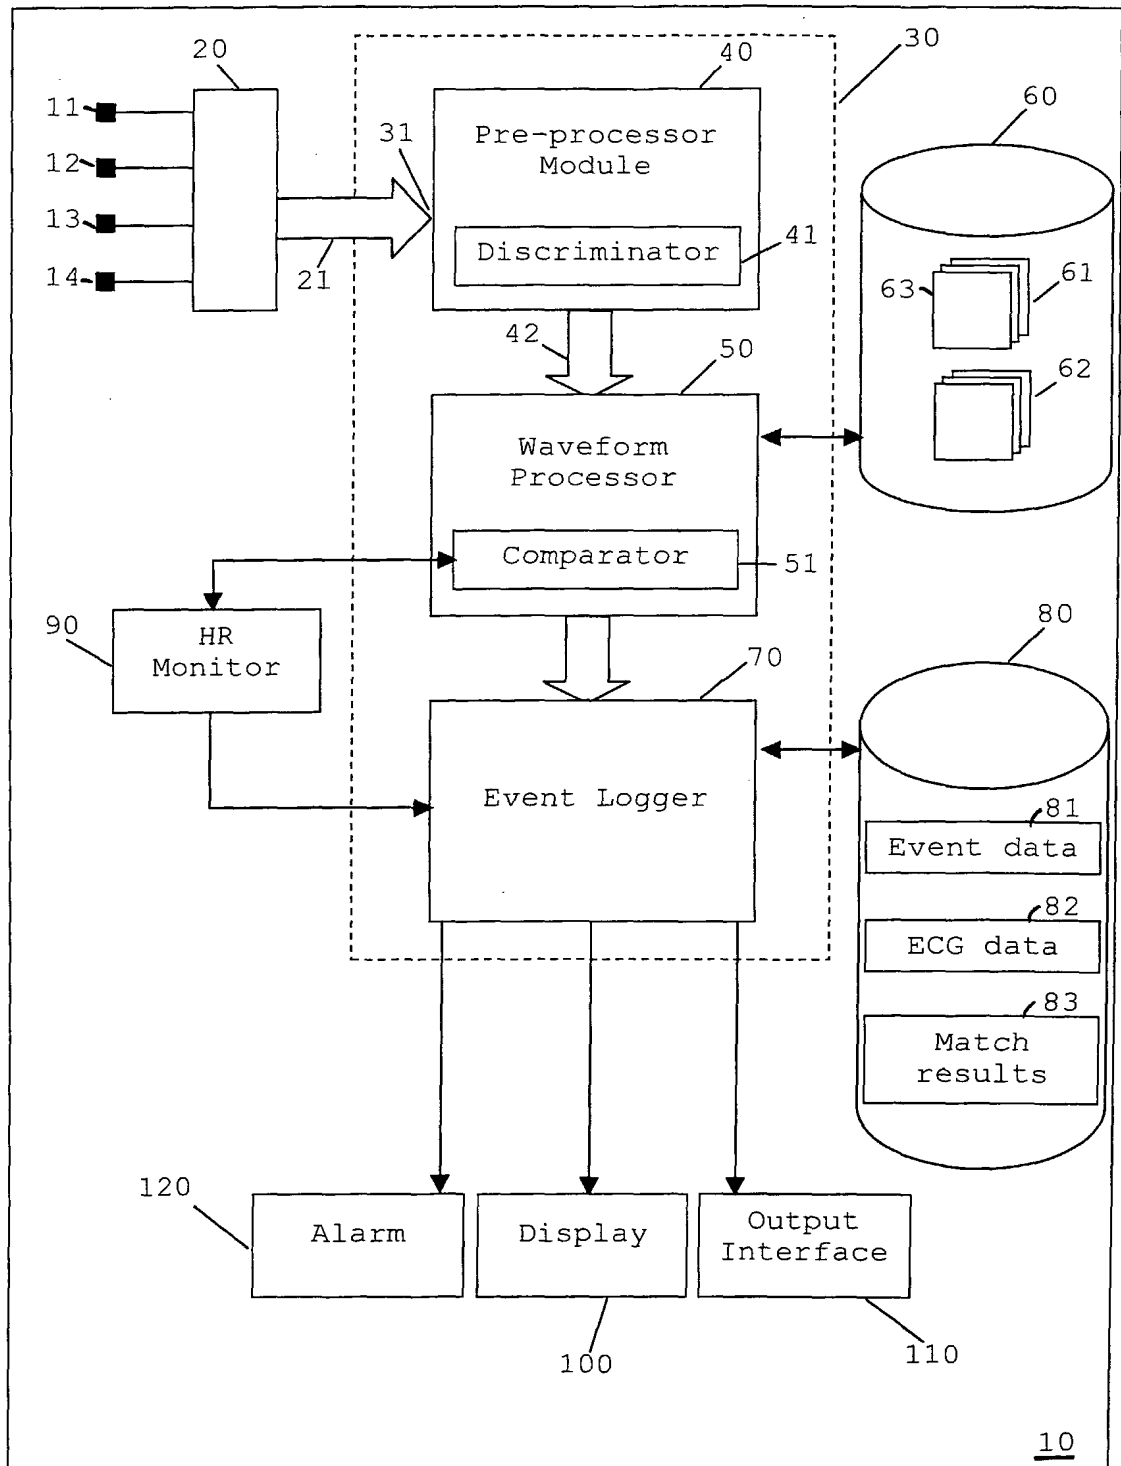 20
40
30
11
12
13
14
31
Pre-processor
Module
60
Discriminator
41
21
63
61
42
50
62
Waveform
Processor
Comparator
51
90
HR
Monitor
70
80
Event Logger
81
Event data
82
ECG data
83
Match
results
120
Alarm
Display
Output
Interface
100
110
10